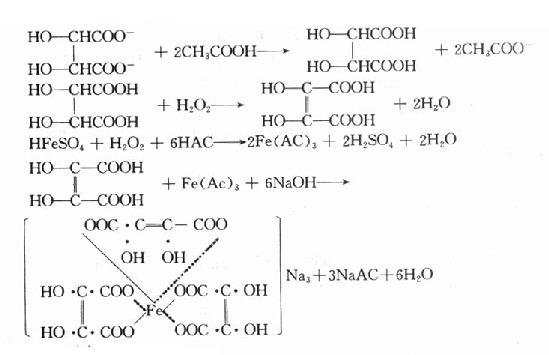 HO—CHCOO⁻ HO—CHCOOH
+ 2CH₃COOH⟶ + 2CH₃COO⁻
HO—CHCOO⁻ HO—CHCOOH
HO—CHCOOH HO—C—COOH
+ H₂O₂⟶ ‖ + 2H₂O
HO—CHCOOH HO—C—COOH
HFeSO₄ + H₂O₂ + 6HAC⟶2Fe(AC)₃ + 2H₂SO₄ + 2H₂O
HO—C—COOH
‖ + Fe(Ac)₃ + 6NaOH⟶
HO—C—COOH
OOC · C=C— COO
OH OH
HO ·C· COO OOC ·C· OH
Fe Na₃+3NaAC+6H₂O
HO ·C· COO OOC ·C· OH